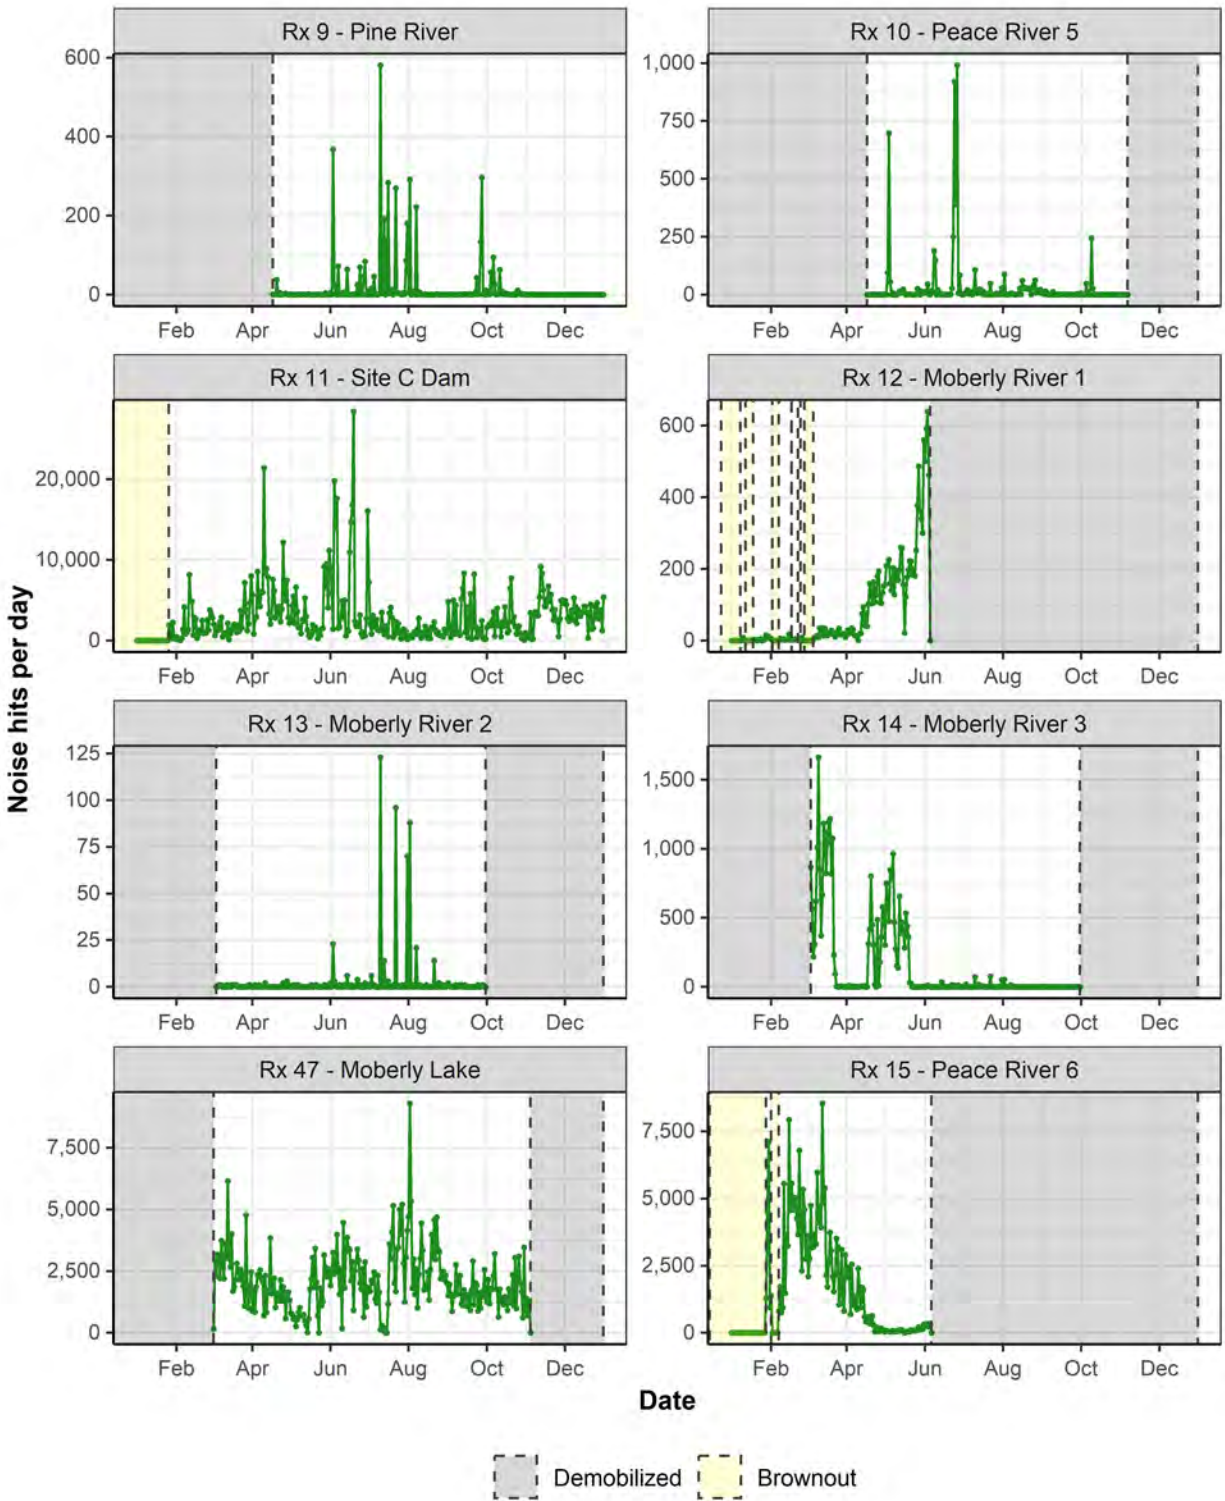 Rx 9 - Pine River
Rx 10 - Peace River 5
600
400
200
0
Feb Apr Jun Aug Oct Dec
1,000
750
500
250
0
Feb Apr Jun Aug Oct Dec
Rx 11 - Site C Dam
Rx 12 - Moberly River 1
20,000
10,000
0
Feb Apr Jun Aug Oct Dec
600
400
200
0
Feb Apr Jun Aug Oct Dec
Noise hits per day
Rx 13 - Moberly River 2
Rx 14 - Moberly River 3
125
100
75
50
25
0
Feb Apr Jun Aug Oct Dec
1,500
1,000
500
0
Feb Apr Jun Aug Oct Dec
Rx 47 - Moberly Lake
Rx 15 - Peace River 6
7,500
5,000
2,500
0
Feb Apr Jun Aug Oct Dec
7,500
5,000
2,500
0
Feb Apr Jun Aug Oct Dec
Date
Demobilized Brownout